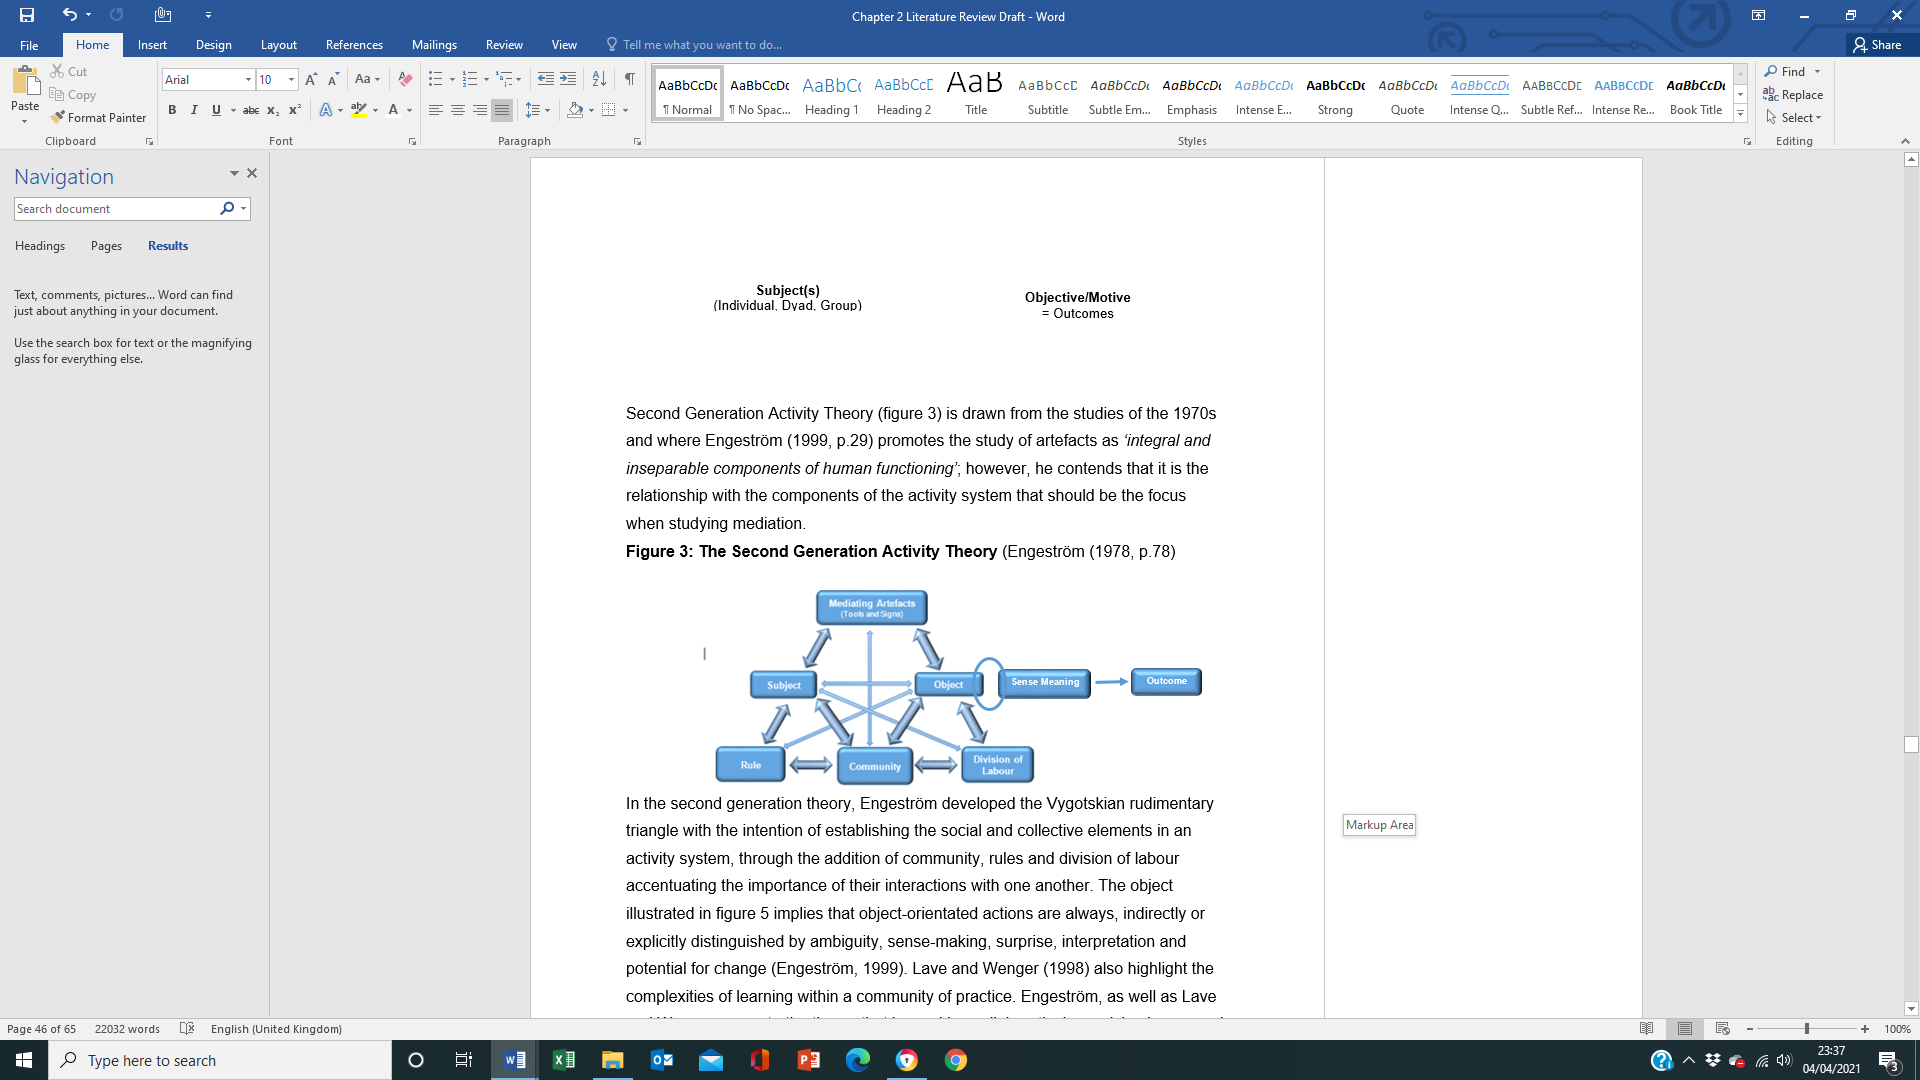 Chapter 2 Literature Review Draft - Word
File Home Insert Design Layout References Mailings Review View Tell me what you want to do... Share
Paste
Cut
Copy
Format Painter
Clipboard
Arial 10
Font
Paragraph
AaBbCcDc AaBbCcDc AaBbCc AaBbCcD AaB AaBbCcD AaBbCcDc AaBbCcDc AaBbCcDc AaBbCcDc AaBbCcDc AaBbCcDc AABBCCDD AABBCCDD AaBbCcDc
¶ Normal ¶ No Spac... Heading 1 Heading 2 Title Subtitle Subtle Em... Emphasis Intense E... Strong Quote Intense Q... Subtle Ref... Intense Re... Book Title
Styles
Find
Replace
Select
Editing
Navigation
Search document
Headings Pages Results
Text, comments, pictures... Word can find
just about anything in your document.
Use the search box for text or the magnifying
glass for everything else.
Subject(s)
(Individual, Dyad, Group)
Objective/Motive
= Outcomes
Second Generation Activity Theory (figure 3) is drawn from the studies of the 1970s
and where Engeström (1999, p.29) promotes the study of artefacts as ‘integral and
inseparable components of human functioning’; however, he contends that it is the
relationship with the components of the activity system that should be the focus
when studying mediation.
Figure 3: The Second Generation Activity Theory (Engeström (1978, p.78)
Mediating Artefacts
(Tools and Signs)
Subject Object Sense Meaning Outcome
Rule Community Division of
Labour
In the second generation theory, Engeström developed the Vygotskian rudimentary
triangle with the intention of establishing the social and collective elements in an
activity system, through the addition of community, rules and division of labour
accentuating the importance of their interactions with one another. The object
illustrated in figure 5 implies that object-orientated actions are always, indirectly or
explicitly distinguished by ambiguity, sense-making, surprise, interpretation and
potential for change (Engeström, 1999). Lave and Wenger (1998) also highlight the
complexities of learning within a community of practice. Engeström, as well as Lave
Markup Area
Page 46 of 65 22032 words English (United Kingdom) 100%
Type here to search
23:37
04/04/2021
3